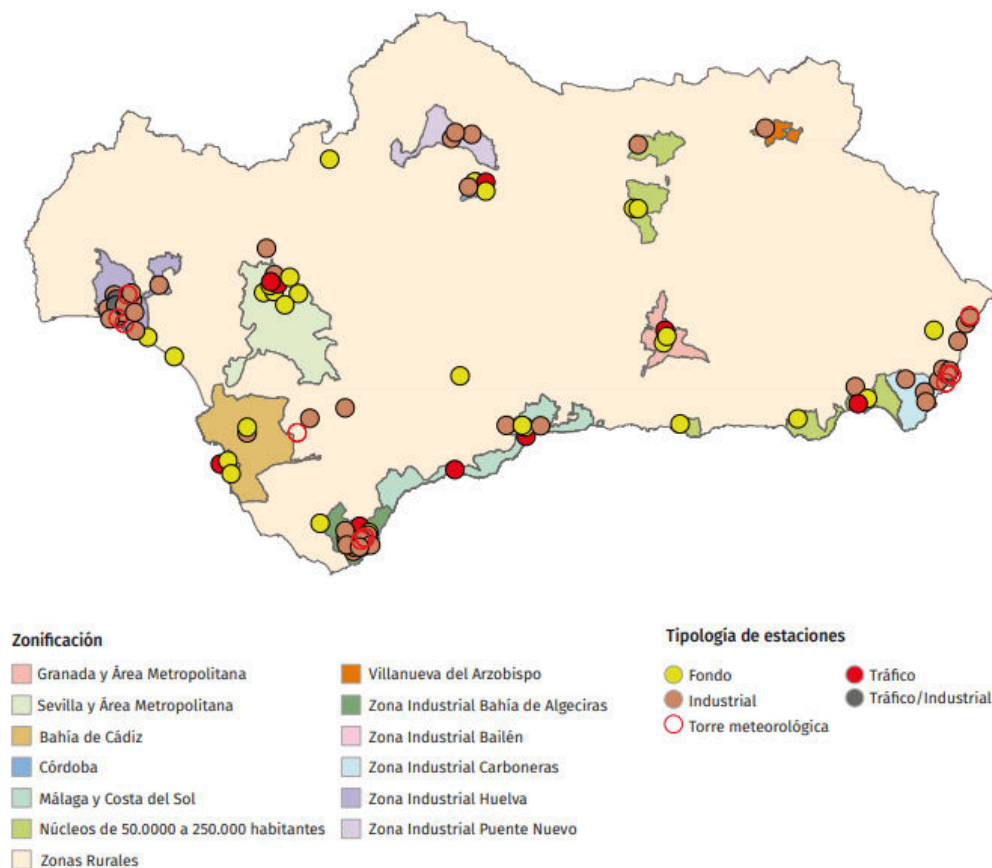 Zonificación
Granada y Área Metropolitana
Sevilla y Área Metropolitana
Bahía de Cádiz
Córdoba
Málaga y Costa del Sol
Núcleos de 50.0000 a 250.000 habitantes
Zonas Rurales
Villanueva del Arzobispo
Zona Industrial Bahía de Algeciras
Zona Industrial Bailén
Zona Industrial Carboneras
Zona Industrial Huelva
Zona Industrial Puente Nuevo
Tipología de estaciones
Fondo
Industrial
Torre meteorológica
Tráfico
Tráfico/Industrial